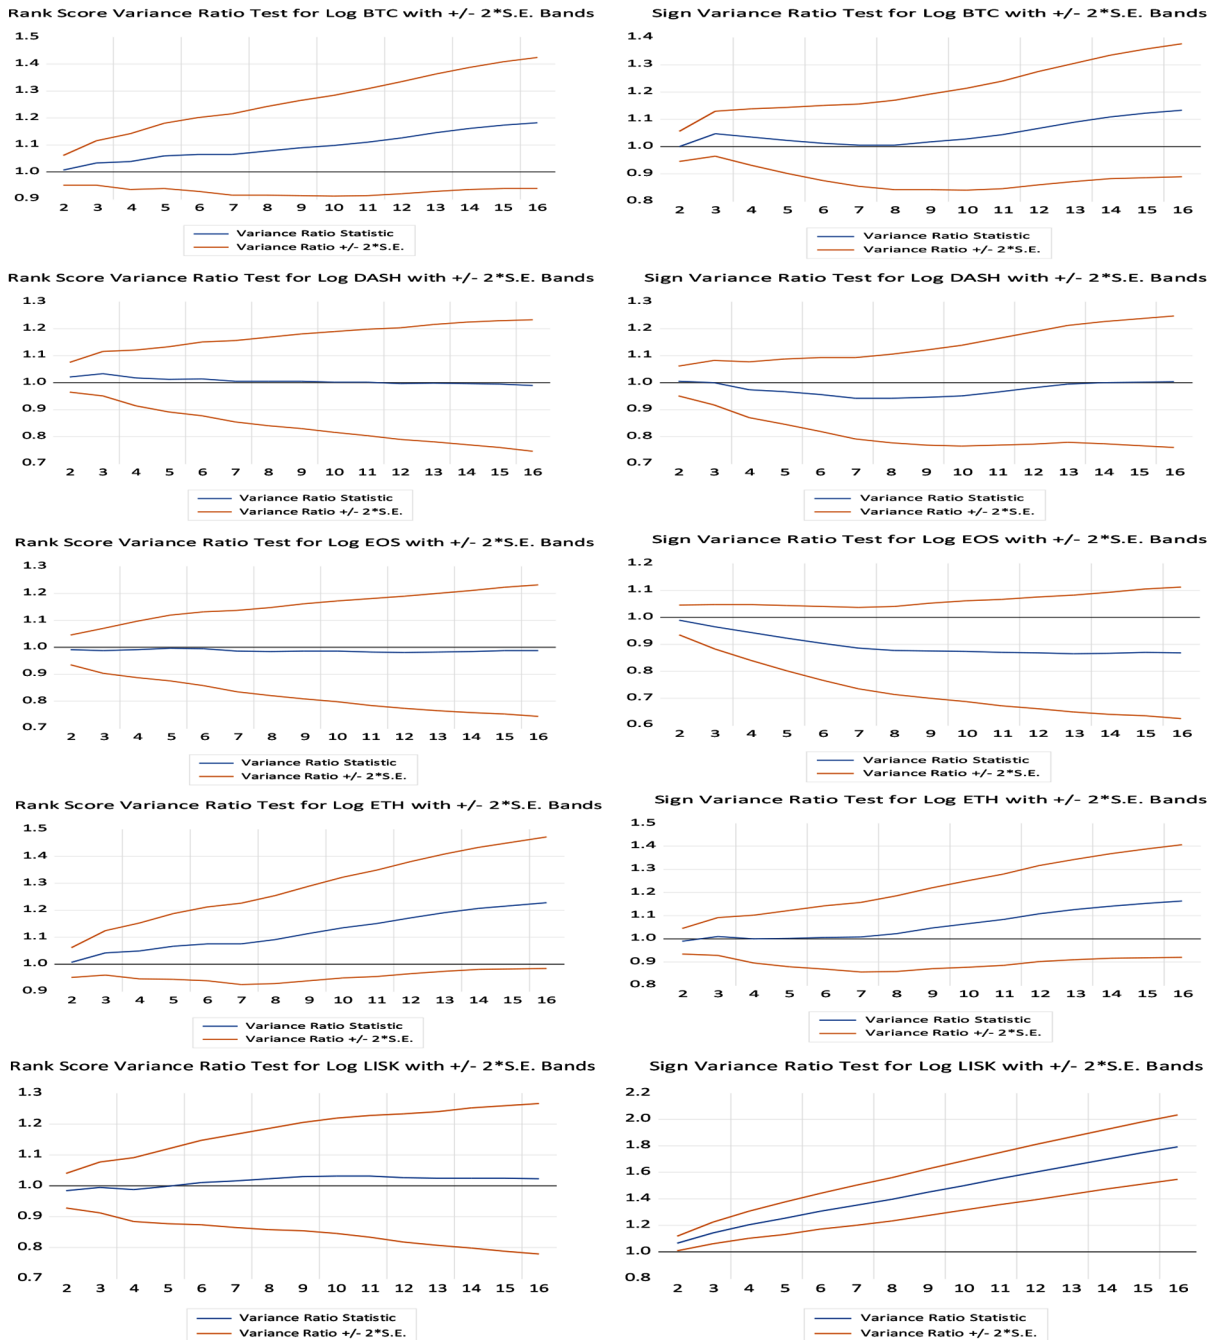 Rank Score Variance Ratio Test for Log BTC with +/- 2*S.E. Bands
1.5
1.4
1.3
1.2
1.1
1.0
0.9
2 3 4 5 6 7 8 9 10 11 12 13 14 15 16
Variance Ratio Statistic
Variance Ratio +/- 2*S.E.
Sign Variance Ratio Test for Log BTC with +/- 2*S.E. Bands
1.4
1.3
1.2
1.1
1.0
0.9
0.8
2 3 4 5 6 7 8 9 10 11 12 13 14 15 16
Variance Ratio Statistic
Variance Ratio +/- 2*S.E.
Rank Score Variance Ratio Test for Log DASH with +/- 2*S.E. Bands
1.3
1.2
1.1
1.0
0.9
0.8
0.7
2 3 4 5 6 7 8 9 10 11 12 13 14 15 16
Variance Ratio Statistic
Variance Ratio +/- 2*S.E.
Sign Variance Ratio Test for Log DASH with +/- 2*S.E. Bands
1.3
1.2
1.1
1.0
0.9
0.8
0.7
2 3 4 5 6 7 8 9 10 11 12 13 14 15 16
Variance Ratio Statistic
Variance Ratio +/- 2*S.E.
Rank Score Variance Ratio Test for Log EOS with +/- 2*S.E. Bands
1.3
1.2
1.1
1.0
0.9
0.8
0.7
2 3 4 5 6 7 8 9 10 11 12 13 14 15 16
Variance Ratio Statistic
Variance Ratio +/- 2*S.E.
Sign Variance Ratio Test for Log EOS with +/- 2*S.E. Bands
1.2
1.1
1.0
0.9
0.8
0.7
0.6
2 3 4 5 6 7 8 9 10 11 12 13 14 15 16
Variance Ratio Statistic
Variance Ratio +/- 2*S.E.
Rank Score Variance Ratio Test for Log ETH with +/- 2*S.E. Bands
1.5
1.4
1.3
1.2
1.1
1.0
0.9
2 3 4 5 6 7 8 9 10 11 12 13 14 15 16
Variance Ratio Statistic
Variance Ratio +/- 2*S.E.
Sign Variance Ratio Test for Log ETH with +/- 2*S.E. Bands
1.5
1.4
1.3
1.2
1.1
1.0
0.9
0.8
2 3 4 5 6 7 8 9 10 11 12 13 14 15 16
Variance Ratio Statistic
Variance Ratio +/- 2*S.E.
Rank Score Variance Ratio Test for Log LISK with +/- 2*S.E. Bands
1.3
1.2
1.1
1.0
0.9
0.8
0.7
2 3 4 5 6 7 8 9 10 11 12 13 14 15 16
Variance Ratio Statistic
Variance Ratio +/- 2*S.E.
Sign Variance Ratio Test for Log LISK with +/- 2*S.E. Bands
2.2
2.0
1.8
1.6
1.4
1.2
1.0
0.8
2 3 4 5 6 7 8 9 10 11 12 13 14 15 16
Variance Ratio Statistic
Variance Ratio +/- 2*S.E.